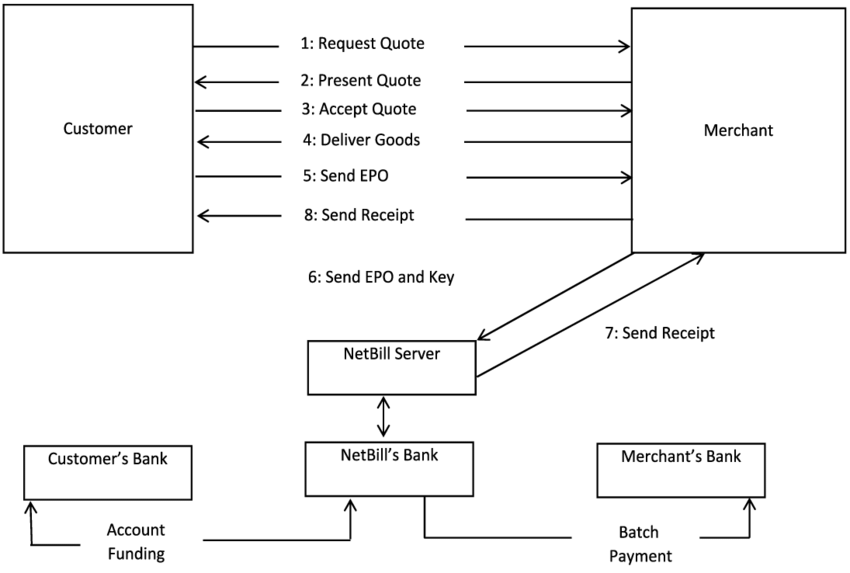 1: Request Quote
2: Present Quote
3: Accept Quote
Customer
Merchant
4: Deliver Goods
5: Send EPO
8: Send Receipt
6: Send EPO and Key
7: Send Receipt
NetBill Server
Customer's Bank
NetBill's Bank
Merchant's Bank
Account
Funding
Batch
Payment